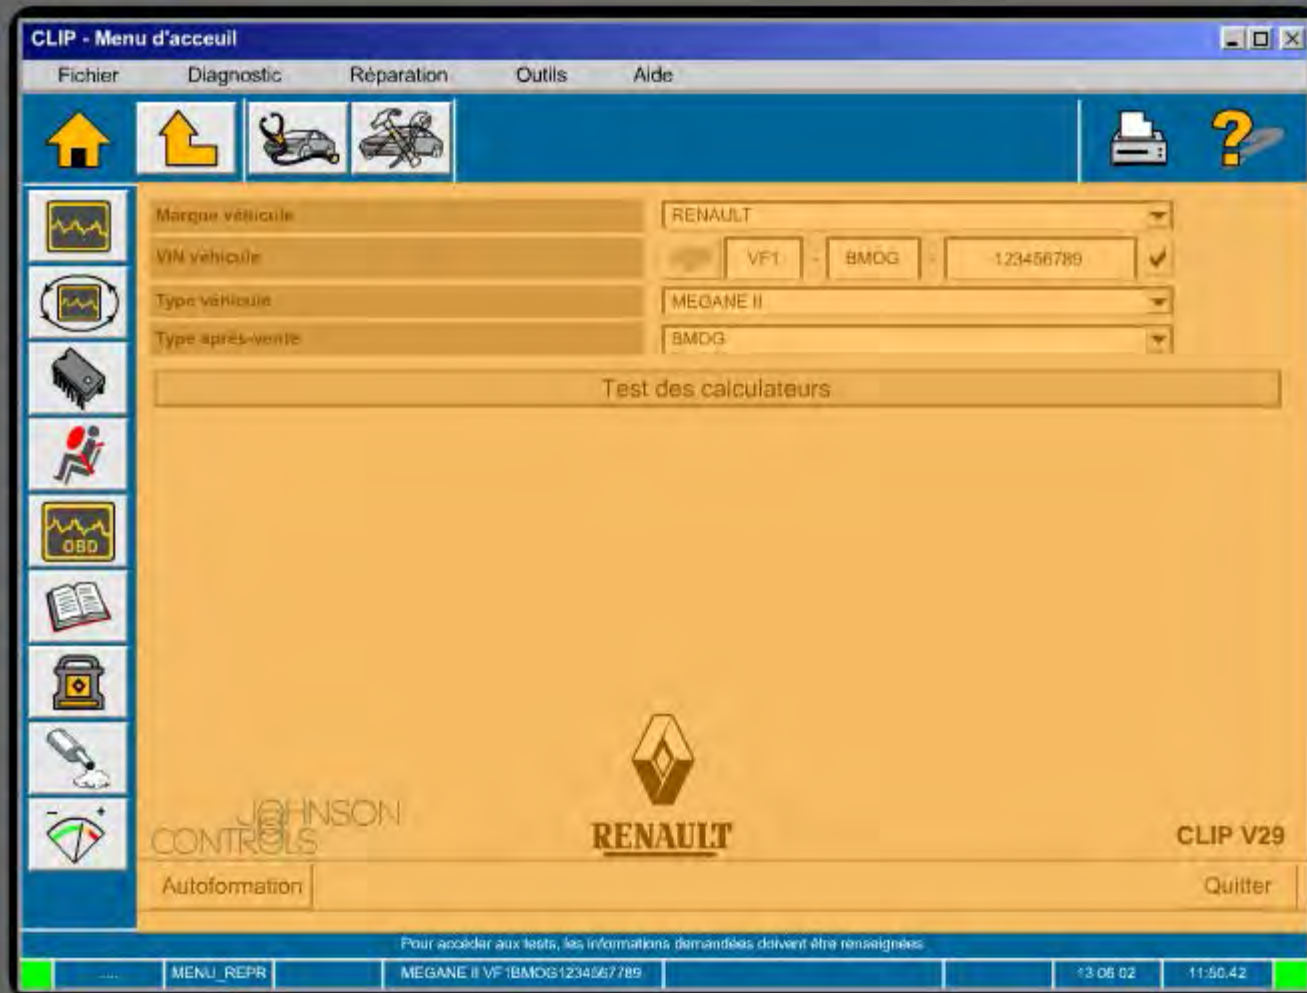 CLIP - Menu d'acceuil
Fichier Diagnostic Réparation Outils Aide
Marque véhicule RENAULT
VIN véhicule VF1 - BMOG - 123456789
Type véhicule MEGANE II
Type après-vente BMDG
Test des calculateurs
OBD
- +
JOHNSON
CONTROLS
RENAULT
CLIP V29
Autoformation Quitter
Pour accéder aux tests, les informations demandées doivent être renseignées
..... MENU_REPR MEGANE II VF1BMOG1234567789 13 06 02 11:50.42